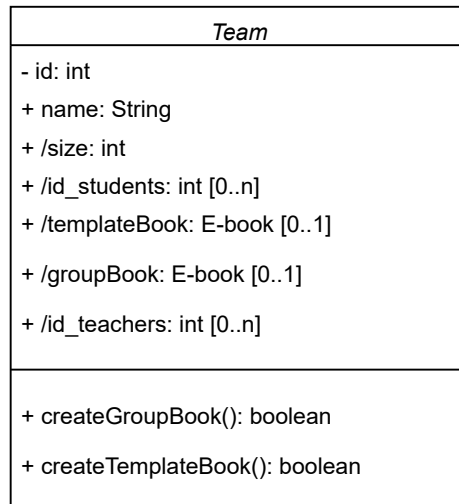 Team
- id: int
+ name: String
+ /size: int
+ /id_students: int [0..n]
+ /templateBook: E-book [0..1]
+ /groupBook: E-book [0..1]
+ /id_teachers: int [0..n]
+ createGroupBook(): boolean
+ createTemplateBook(): boolean